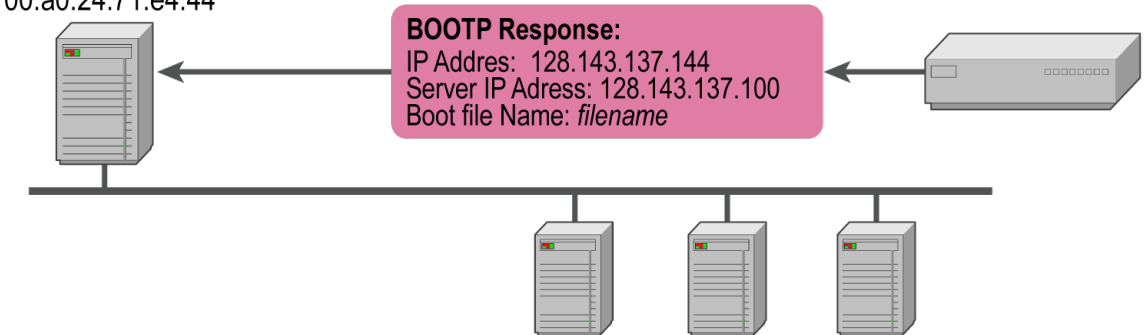 00:a0:24:71:e4:44
BOOTP Response:
IP Addres: 128.143.137.144
Server IP Adress: 128.143.137.100
Boot file Name: filename